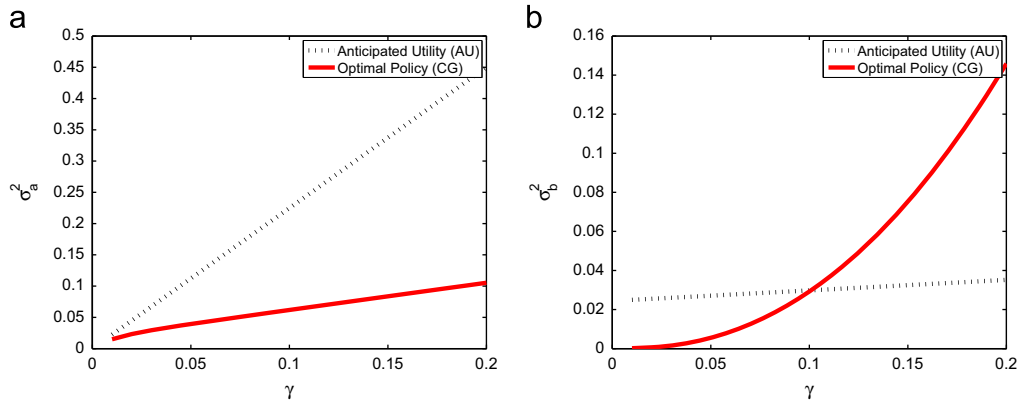 a
0.5
0.45
0.4
0.35
0.3
0.25
0.2
0.15
0.1
0.05
0
σ²ₐ
Anticipated Utility (AU)
Optimal Policy (CG)
0 0.05 0.1 0.15 0.2
γ
b
0.16
0.14
0.12
0.1
0.08
0.06
0.04
0.02
0
σ²_b
Anticipated Utility (AU)
Optimal Policy (CG)
0 0.05 0.1 0.15 0.2
γ